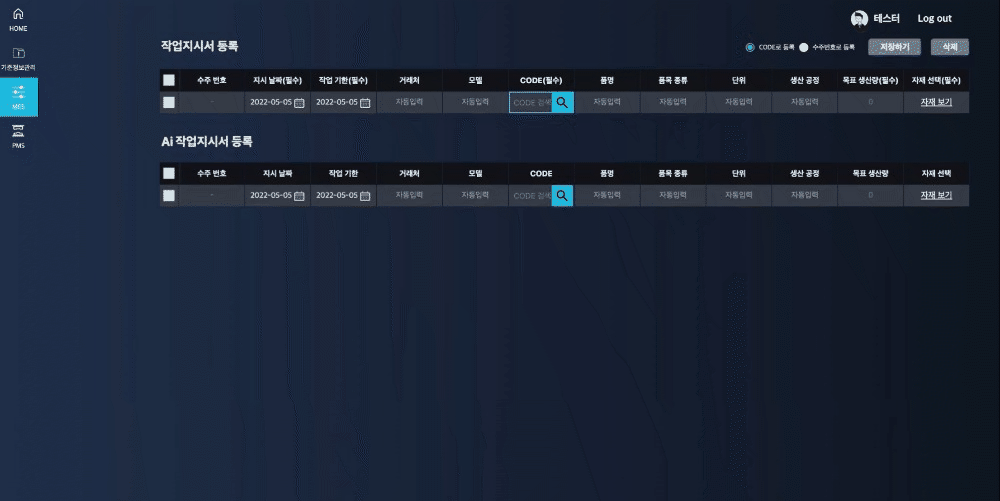 HOME
기준정보관리
MES
PMS
테스터 Log out
작업지시서 등록
CODE로 등록 수주번호로 등록 저장하기 삭제
수주 번호 지시 날짜(필수) 작업 기한(필수) 거래처 모델 CODE(필수) 품명 품목 종류 단위 생산 공정 목표 생산량(필수) 자재 선택(필수)
- 2022-05-05 2022-05-05 자동입력 자동입력 CODE 검색 자동입력 자동입력 자동입력 자동입력 0 자재 보기
Ai 작업지시서 등록
수주 번호 지시 날짜 작업 기한 거래처 모델 CODE 품명 품목 종류 단위 생산 공정 목표 생산량 자재 선택
- 2022-05-05 2022-05-05 자동입력 자동입력 CODE 검색 자동입력 자동입력 자동입력 자동입력 0 자재 보기